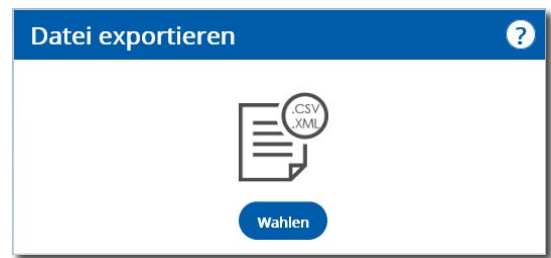 Datei exportieren
?
.CSV
.XML
Wahlen